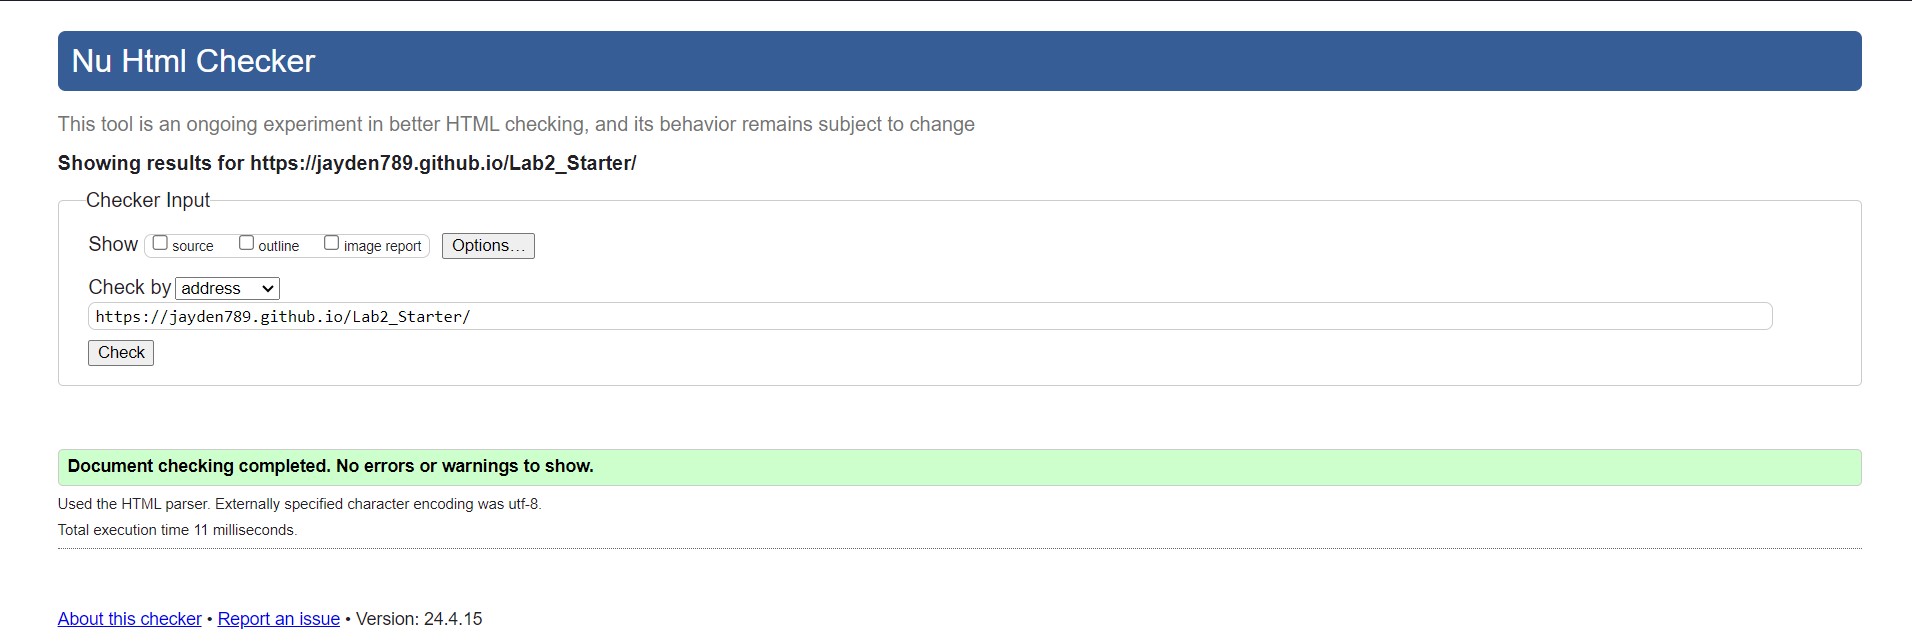 Nu Html Checker
This tool is an ongoing experiment in better HTML checking, and its behavior remains subject to change
Showing results for https://jayden789.github.io/Lab2_Starter/
Checker Input
Show source outline image report Options...
Check by address
https://jayden789.github.io/Lab2_Starter/
Check
Document checking completed. No errors or warnings to show.
Used the HTML parser. Externally specified character encoding was utf-8.
Total execution time 11 milliseconds.
About this checker • Report an issue • Version: 24.4.15